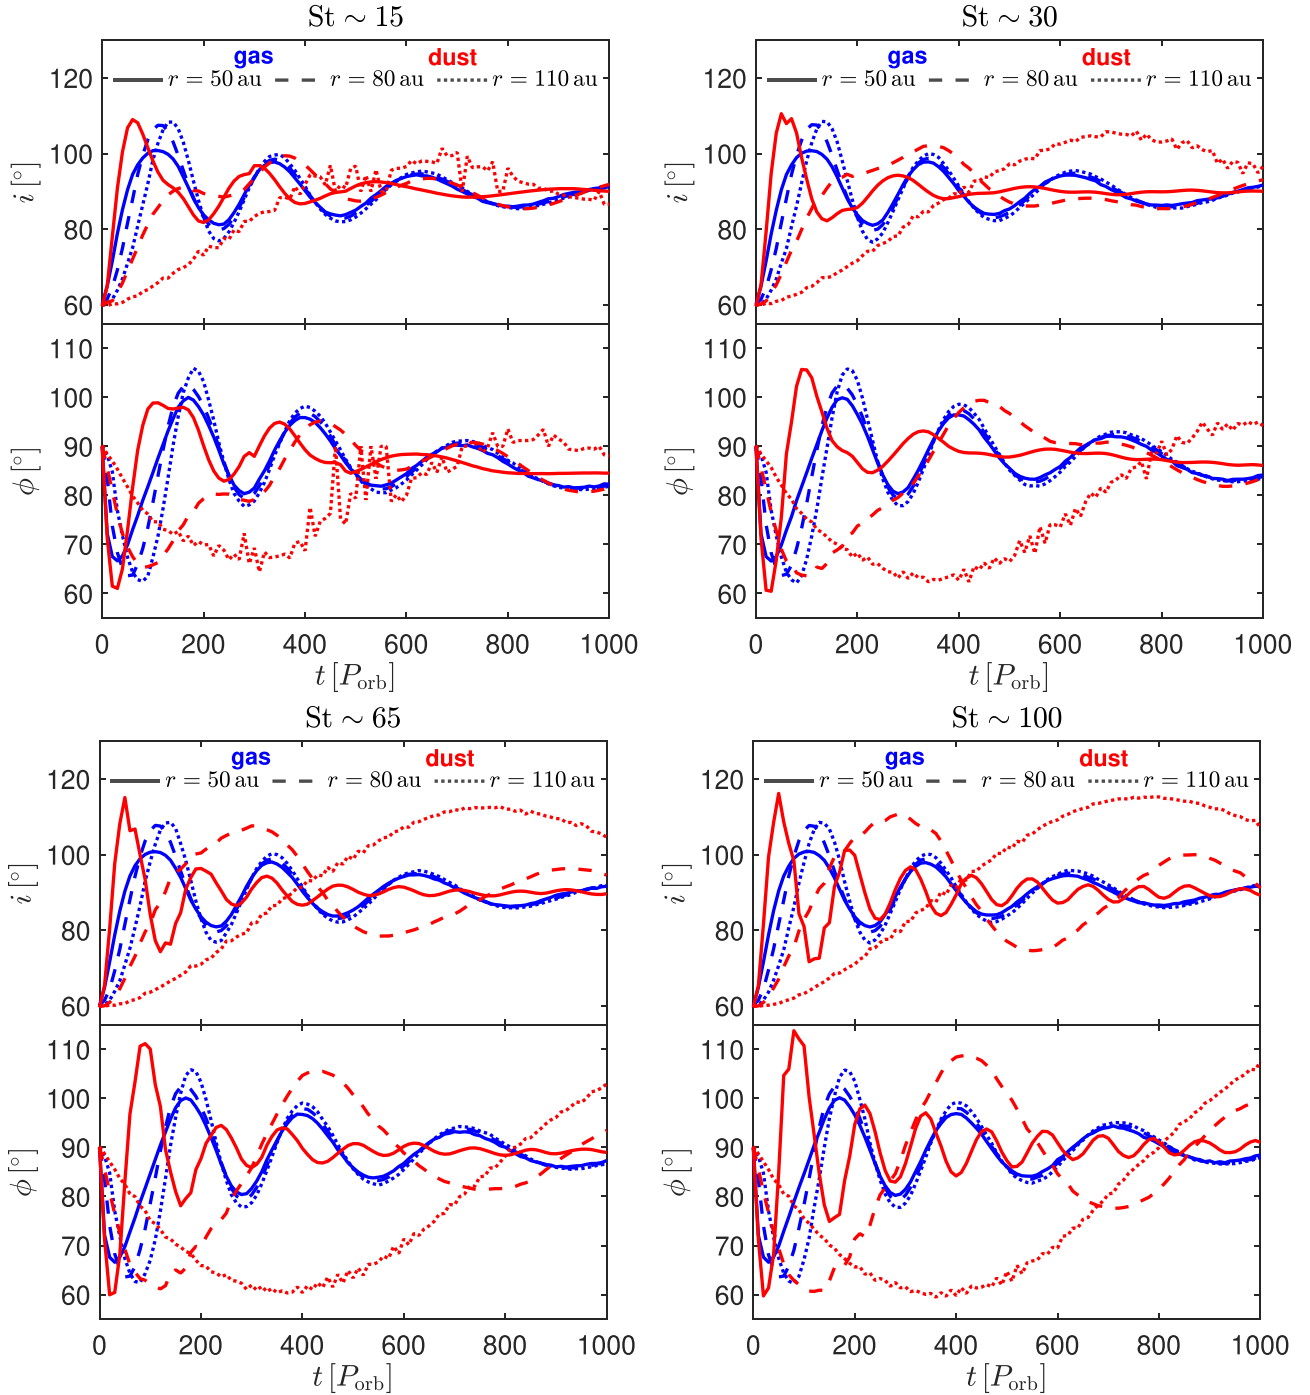 St ∼ 15
gas dust
r = 50 au r = 80 au r = 110 au
120
100
80
60
i [°]
110
100
90
80
70
60
ϕ [°]
0 200 400 600 800 1000
t [P_orb]
St ∼ 30
gas dust
r = 50 au r = 80 au r = 110 au
120
100
80
60
i [°]
110
100
90
80
70
60
ϕ [°]
0 200 400 600 800 1000
t [P_orb]
St ∼ 65
gas dust
r = 50 au r = 80 au r = 110 au
120
100
80
60
i [°]
110
100
90
80
70
60
ϕ [°]
0 200 400 600 800 1000
t [P_orb]
St ∼ 100
gas dust
r = 50 au r = 80 au r = 110 au
120
100
80
60
i [°]
110
100
90
80
70
60
ϕ [°]
0 200 400 600 800 1000
t [P_orb]